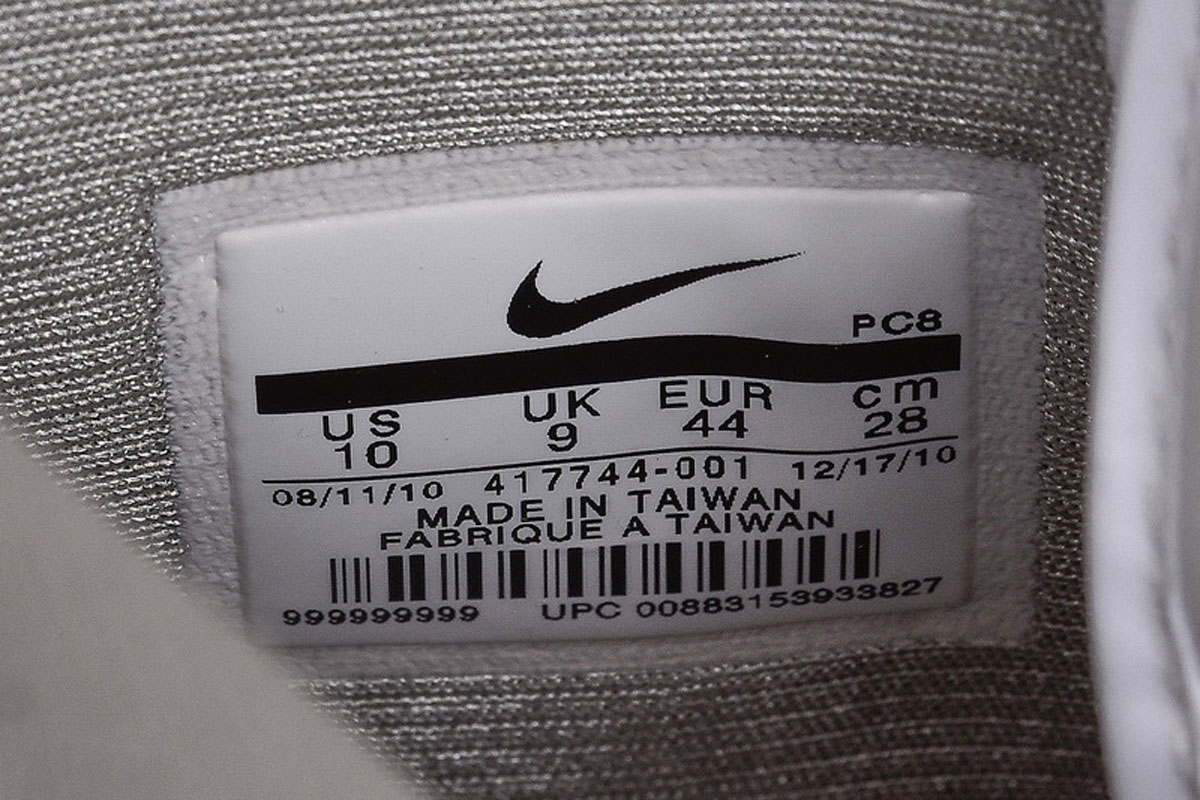 PC8
US UK EUR cm
10 9 44 28
08/11/10 417744-001 12/17/10
MADE IN TAIWAN
FABRIQUE A TAIWAN
999999999 UPC 00883153933827